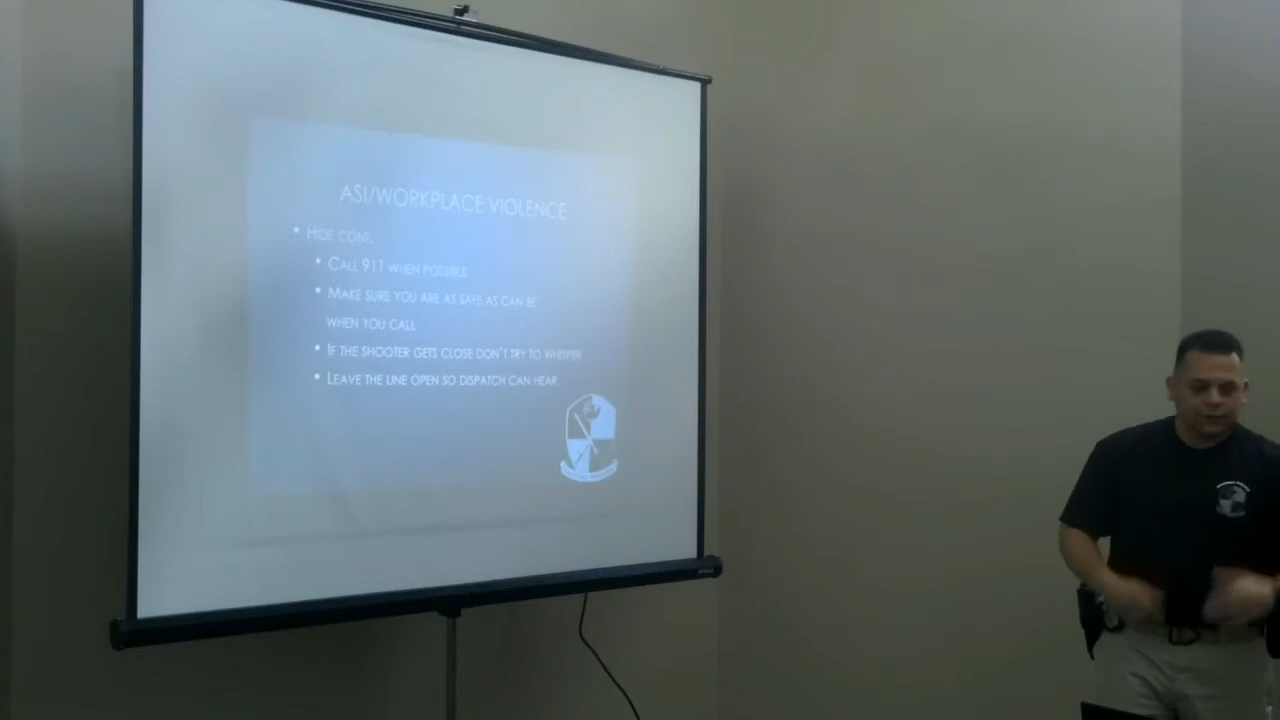 ASI/WORKPLACE VIOLENCE
• HIDE CONT.
• CALL 911 WHEN POSSIBLE
• MAKE SURE YOU ARE AS SAFE AS CAN BE
WHEN YOU CALL
• IF THE SHOOTER GETS CLOSE DON'T TRY TO WHISPER
• LEAVE THE LINE OPEN SO DISPATCH CAN HEAR